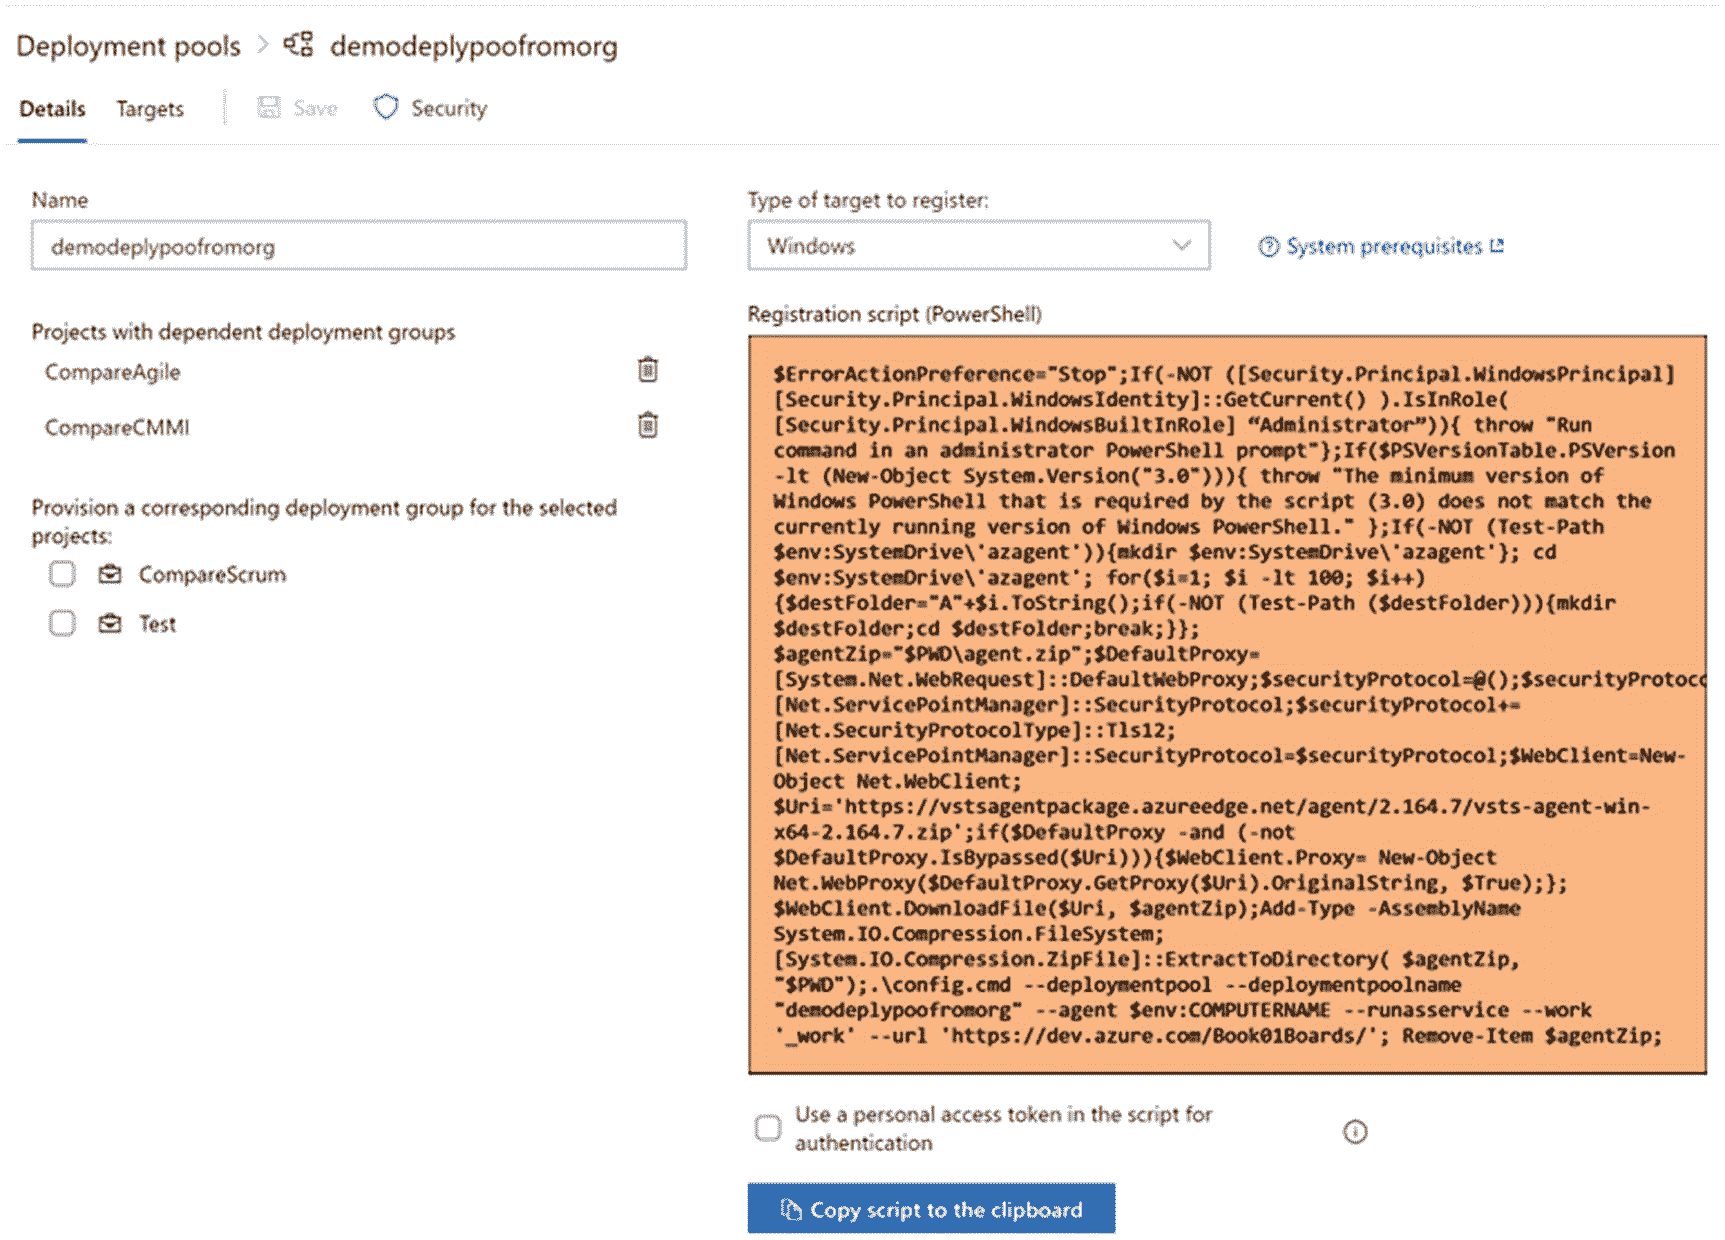 Deployment pools > demodeplypoofromorg
Details Targets Save Security
Name
demodeplypoofromorg
Projects with dependent deployment groups
CompareAgile
CompareCMMI
Provision a corresponding deployment group for the selected
projects:
CompareScrum
Test
Type of target to register:
Windows
System prerequisites
Registration script (PowerShell)
$ErrorActionPreference="Stop";If(-NOT ([Security.Principal.WindowsPrincipal]
[Security.Principal.WindowsIdentity]::GetCurrent() ).IsInRole(
[Security.Principal.WindowsBuiltInRole] “Administrator”)){ throw "Run
command in an administrator PowerShell prompt"};If($PSVersionTable.PSVersion
-lt (New-Object System.Version("3.0"))){ throw "The minimum version of
Windows PowerShell that is required by the script (3.0) does not match the
currently running version of Windows PowerShell." };If(-NOT (Test-Path
$env:SystemDrive\'azagent')){mkdir $env:SystemDrive\'azagent'}; cd
$env:SystemDrive\'azagent'; for($i=1; $i -lt 100; $i++)
{$destFolder="A"+$i.ToString();if(-NOT (Test-Path ($destFolder))){mkdir
$destFolder;cd $destFolder;break;}};
$agentZip="$PWD\agent.zip";$DefaultProxy=
[System.Net.WebRequest]::DefaultWebProxy;$securityProtocol=@();$securityProtoco
[Net.ServicePointManager]::SecurityProtocol;$securityProtocol+=
[Net.SecurityProtocolType]::Tls12;
[Net.ServicePointManager]::SecurityProtocol=$securityProtocol;$WebClient=New-
Object Net.WebClient;
$Uri='https://vstsagentpackage.azureedge.net/agent/2.164.7/vsts-agent-win-
x64-2.164.7.zip';if($DefaultProxy -and (-not
$DefaultProxy.IsBypassed($Uri))){$WebClient.Proxy= New-Object
Net.WebProxy($DefaultProxy.GetProxy($Uri).OriginalString, $True);};
$WebClient.DownloadFile($Uri, $agentZip);Add-Type -AssemblyName
System.IO.Compression.FileSystem;
[System.IO.Compression.ZipFile]::ExtractToDirectory( $agentZip,
"$PWD");.\config.cmd --deploymentpool --deploymentpoolname
"demodeplypoofromorg" --agent $env:COMPUTERNAME --runasservice --work
'_work' --url 'https://dev.azure.com/Book01Boards/'; Remove-Item $agentZip;
Use a personal access token in the script for
authentication
Copy script to the clipboard